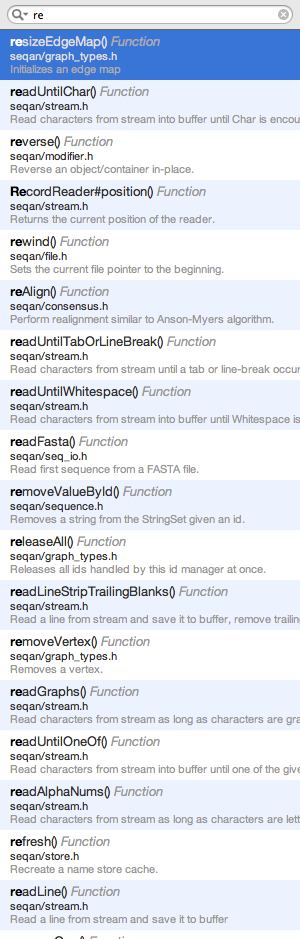 re
resizeEdgeMap() Function
seqan/graph_types.h
Initializes an edge map
readUntilChar() Function
seqan/stream.h
Read characters from stream into buffer until Char is encou
reverse() Function
seqan/modifier.h
Reverse an object/container in-place.
RecordReader#position() Function
seqan/stream.h
Returns the current position of the reader.
rewind() Function
seqan/file.h
Sets the current file pointer to the beginning.
reAlign() Function
seqan/consensus.h
Perform realignment similar to Anson-Myers algorithm.
readUntilTabOrLineBreak() Function
seqan/stream.h
Read characters from stream until a tab or line-break occur
readUntilWhitespace() Function
seqan/stream.h
Read characters from stream into buffer until Whitespace is
readFasta() Function
seqan/seq_io.h
Read first sequence from a FASTA file.
removeValueById() Function
seqan/sequence.h
Removes a string from the StringSet given an id.
releaseAll() Function
seqan/graph_types.h
Releases all ids handled by this id manager at once.
readLineStripTrailingBlanks() Function
seqan/stream.h
Read a line from stream and save it to buffer, remove trailing
removeVertex() Function
seqan/graph_types.h
Removes a vertex.
readGraphs() Function
seqan/stream.h
Read characters from stream as long as characters are gra
readUntilOneOf() Function
seqan/stream.h
Read characters from stream into buffer until one of the give
readAlphaNums() Function
seqan/stream.h
Read characters from stream as long as characters are lett
refresh() Function
seqan/store.h
Recreate a name store cache.
readLine() Function
seqan/stream.h
Read a line from stream and save it to buffer